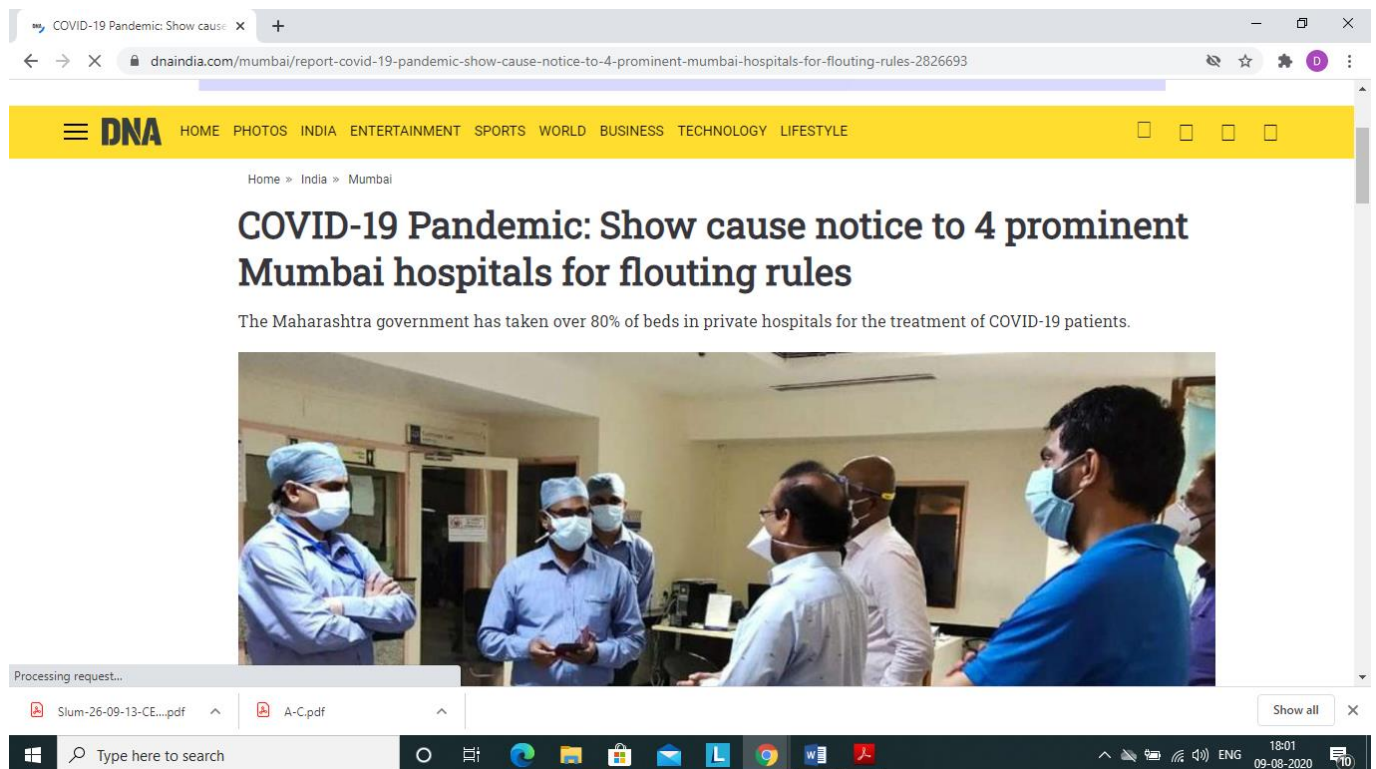 COVID-19 Pandemic: Show cause
dnaindia.com/mumbai/report-covid-19-pandemic-show-cause-notice-to-4-prominent-mumbai-hospitals-for-flouting-rules-2826693
D
DNA HOME PHOTOS INDIA ENTERTAINMENT SPORTS WORLD BUSINESS TECHNOLOGY LIFESTYLE
Home » India » Mumbai
COVID-19 Pandemic: Show cause notice to 4 prominent
Mumbai hospitals for flouting rules
The Maharashtra government has taken over 80% of beds in private hospitals for the treatment of COVID-19 patients.
Processing request...
Slum-26-09-13-CE....pdf A-C.pdf Show all
Type here to search L ENG 18:01
09-08-2020 10